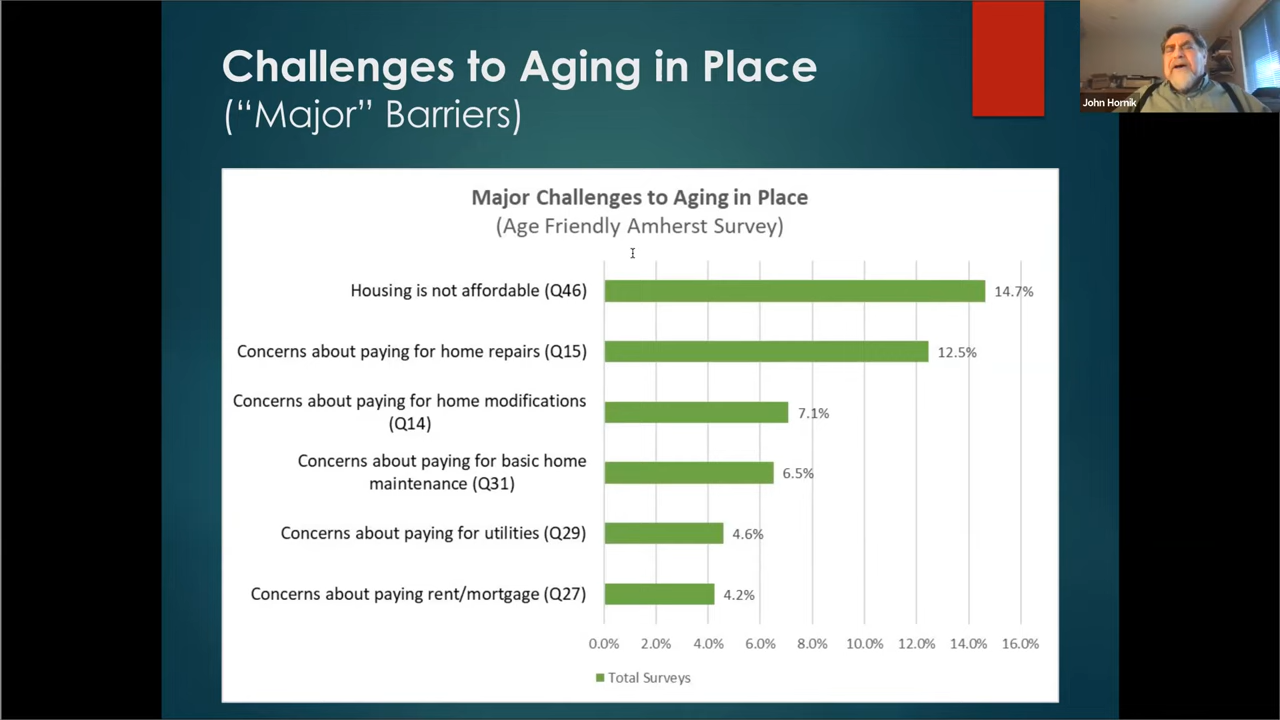 Challenges to Aging in Place
(“Major” Barriers)
John Hornik
Major Challenges to Aging in Place
(Age Friendly Amherst Survey)
Housing is not affordable (Q46)
14.7%
Concerns about paying for home repairs (Q15)
12.5%
Concerns about paying for home modifications
(Q14)
7.1%
Concerns about paying for basic home
maintenance (Q31)
6.5%
Concerns about paying for utilities (Q29)
4.6%
Concerns about paying rent/mortgage (Q27)
4.2%
0.0% 2.0% 4.0% 6.0% 8.0% 10.0% 12.0% 14.0% 16.0%
Total Surveys